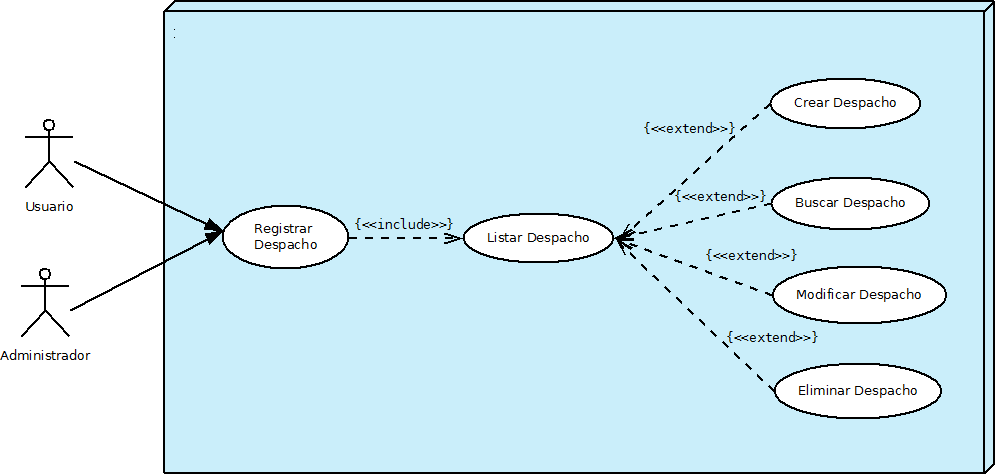 :
Crear Despacho
{<<extend>>}
Usuario
{<<extend>>}
Buscar Despacho
Registrar
Despacho
{<<include>>}
Listar Despacho
{<<extend>>}
Modificar Despacho
Administrador
{<<extend>>}
Eliminar Despacho